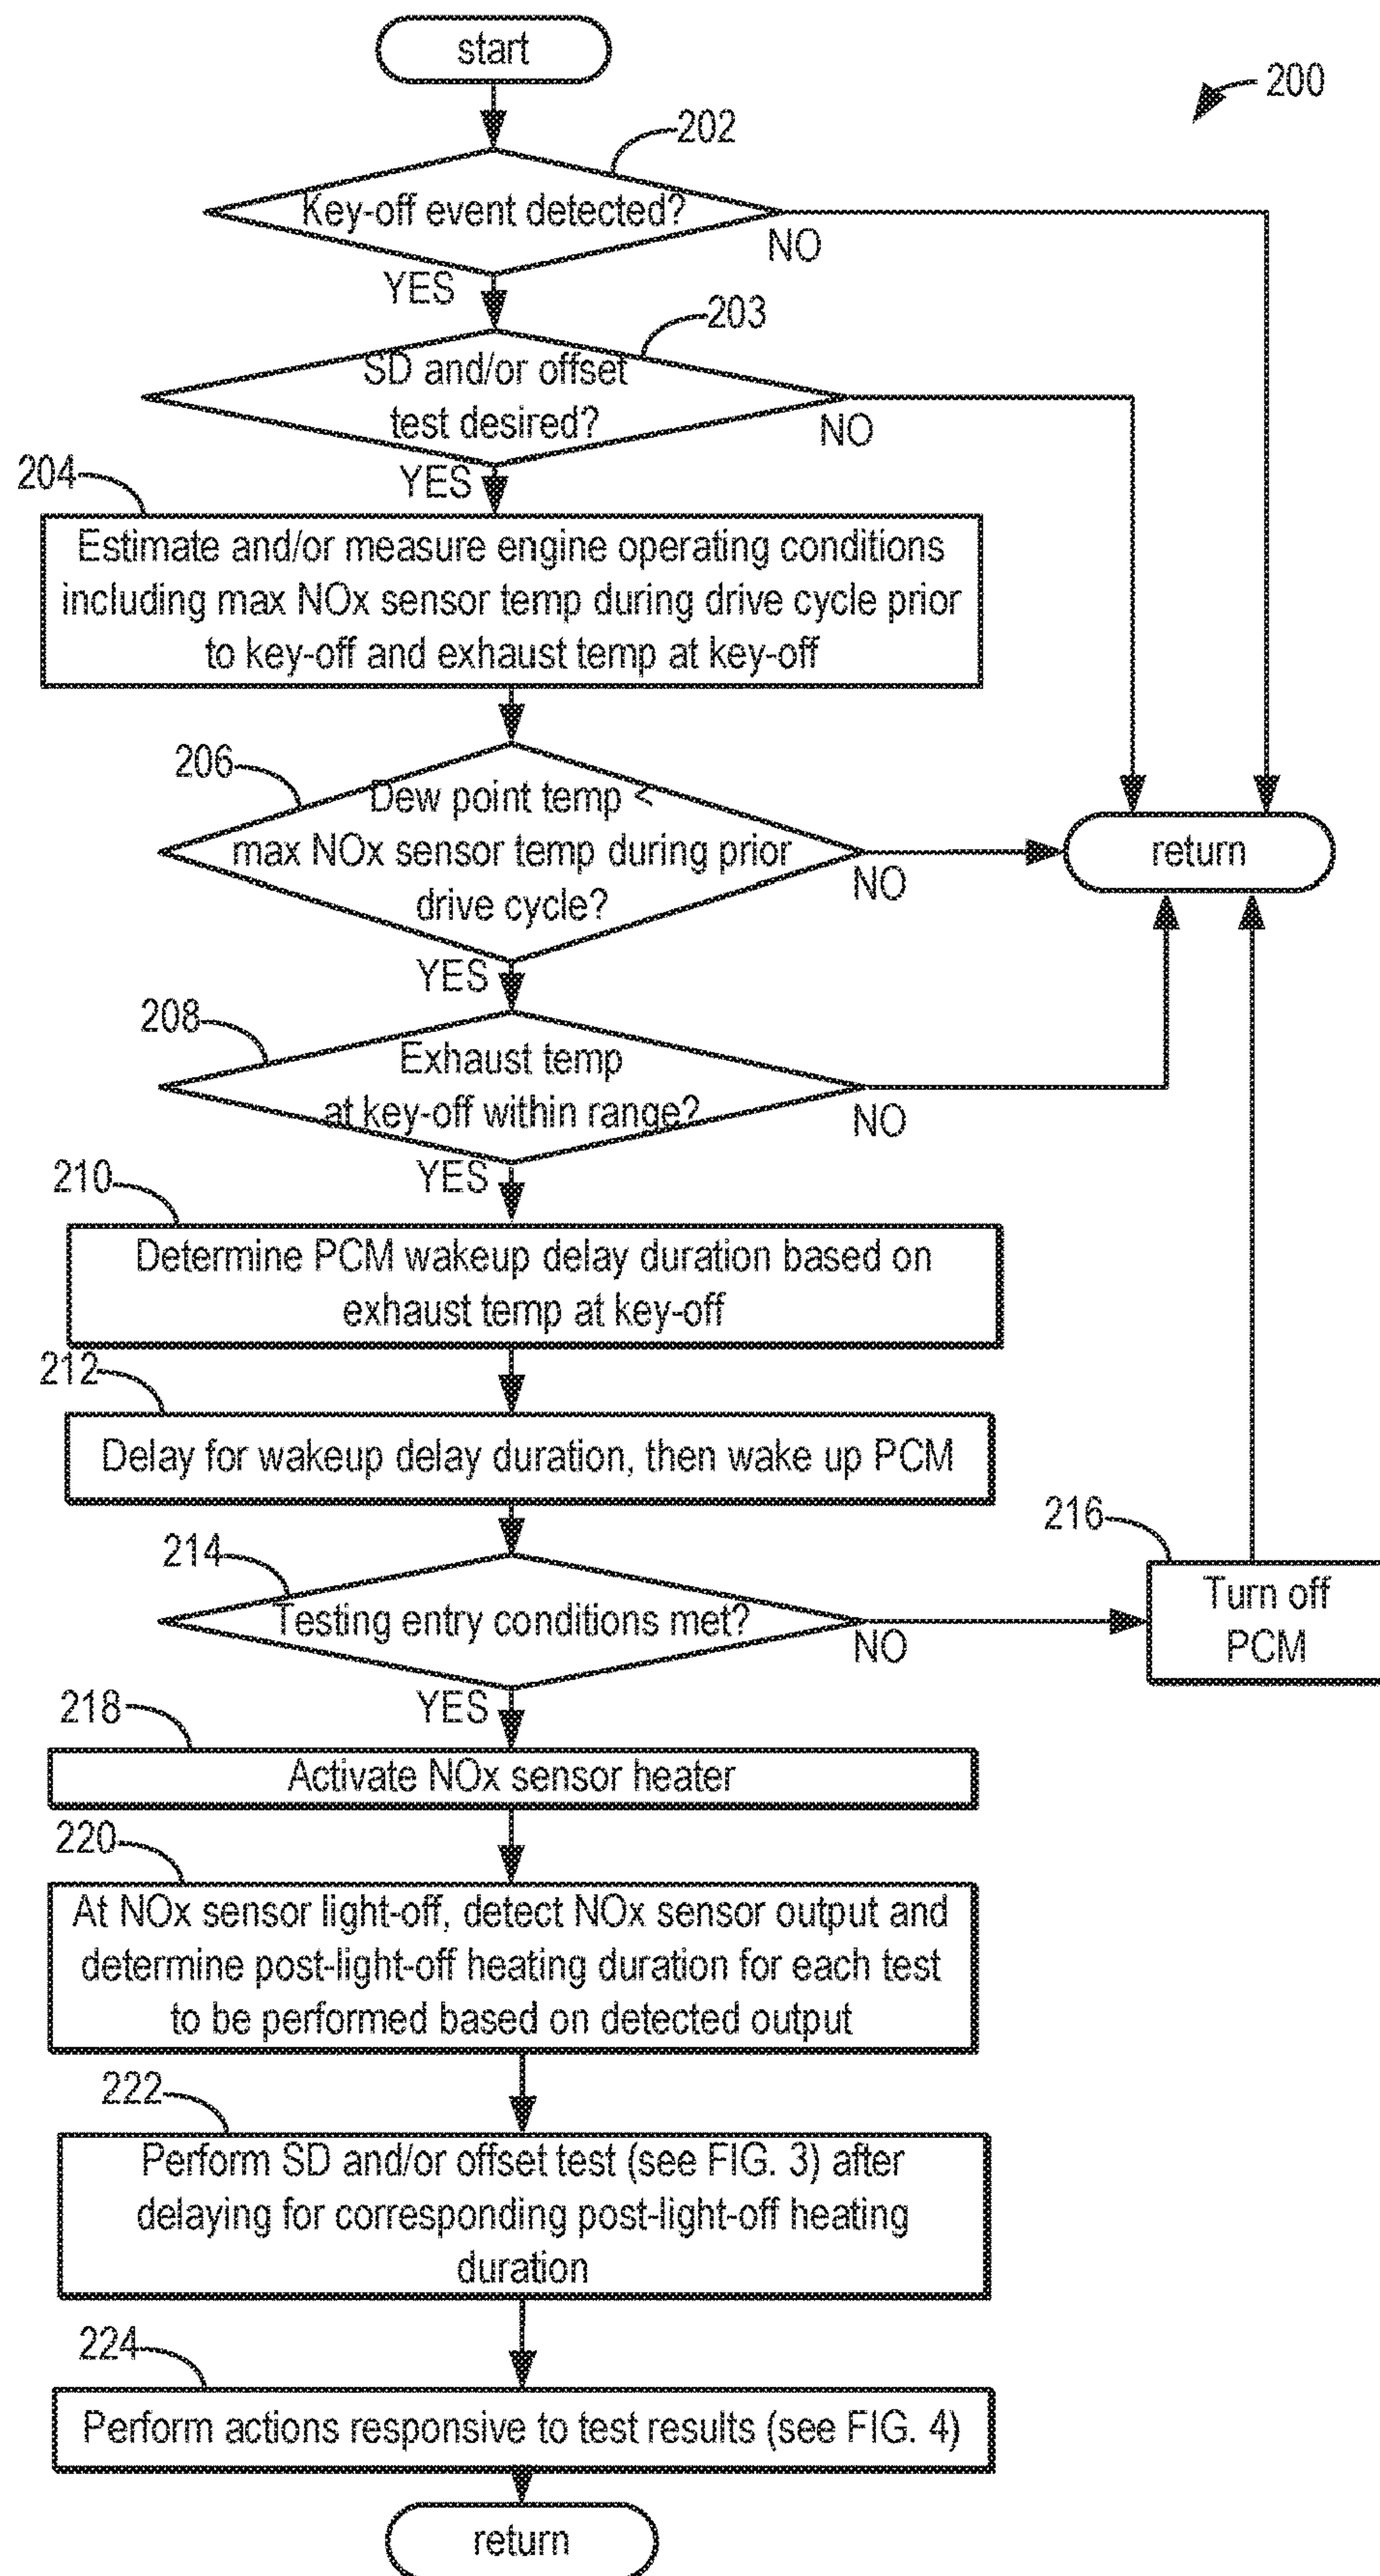 start
200
202
Key-off event detected?
NO
YES
203
SD and/or offset
test desired?
NO
YES
204
Estimate and/or measure engine operating conditions
including max NOx sensor temp during drive cycle prior
to key-off and exhaust temp at key-off
206
Dew point temp <
max NOx sensor temp during prior
drive cycle?
NO
return
YES
208
Exhaust temp
at key-off within range?
NO
YES
210
Determine PCM wakeup delay duration based on
exhaust temp at key-off
212
Delay for wakeup delay duration, then wake up PCM
214
Testing entry conditions met?
NO
216
Turn off
PCM
YES
218
Activate NOx sensor heater
220
At NOx sensor light-off, detect NOx sensor output and
determine post-light-off heating duration for each test
to be performed based on detected output
222
Perform SD and/or offset test (see FIG. 3) after
delaying for corresponding post-light-off heating
duration
224
Perform actions responsive to test results (see FIG. 4)
return